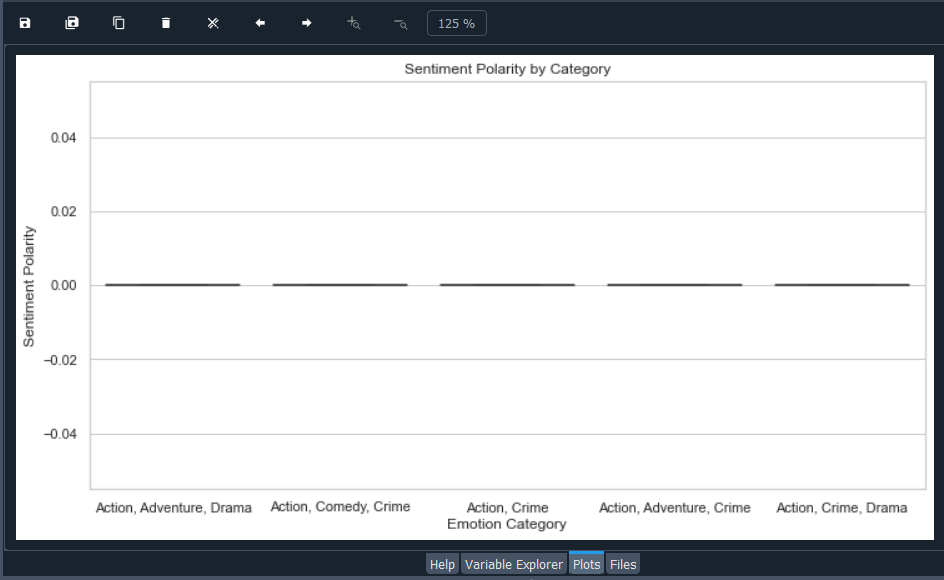 125 %
Sentiment Polarity by Category
0.04
0.02
0.00
−0.02
−0.04
Sentiment Polarity
Action, Adventure, Drama
Action, Comedy, Crime
Action, Crime
Action, Adventure, Crime
Action, Crime, Drama
Emotion Category
Help
Variable Explorer
Plots
Files